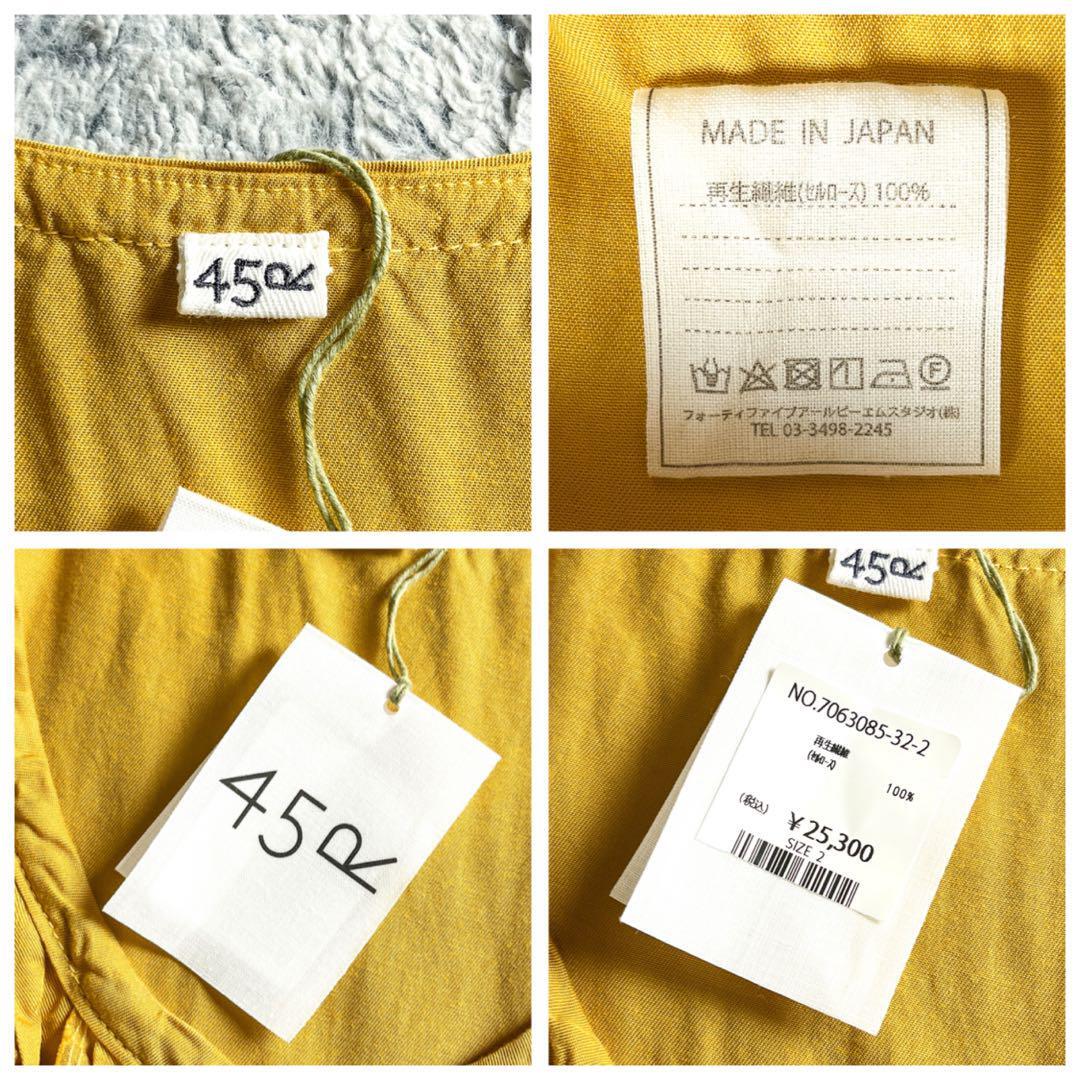 45R
MADE IN JAPAN
再生繊維(セルロース) 100%
F
フォーティファイブアールピーエムスタジオ(株)
TEL 03-3498-2245
45R
45R
NO.7063085-32-2
再生繊維
(セルロース)
100%
(税込)
¥25,300
SIZE 2